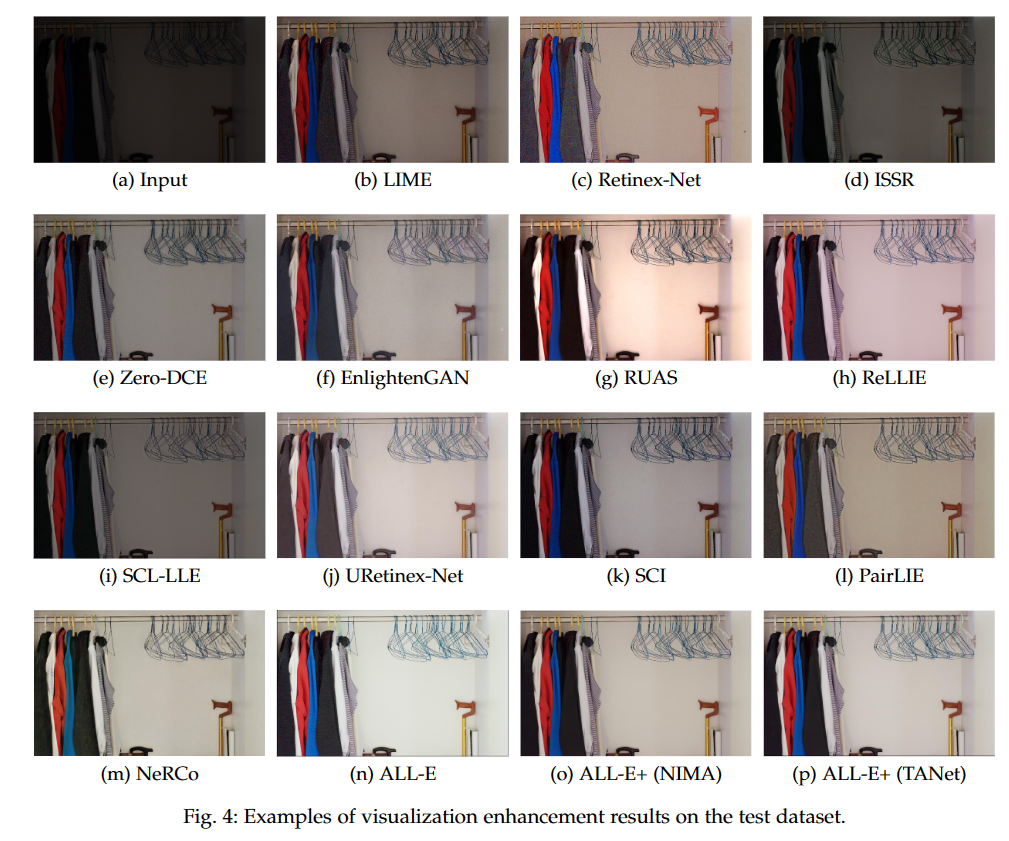 (a) Input
(b) LIME
(c) Retinex-Net
(d) ISSR
(e) Zero-DCE
(f) EnlightenGAN
(g) RUAS
(h) ReLLIE
(i) SCL-LLE
(j) URetinex-Net
(k) SCI
(l) PairLIE
(m) NeRCo
(n) ALL-E
(o) ALL-E+ (NIMA)
(p) ALL-E+ (TANet)
Fig. 4: Examples of visualization enhancement results on the test dataset.